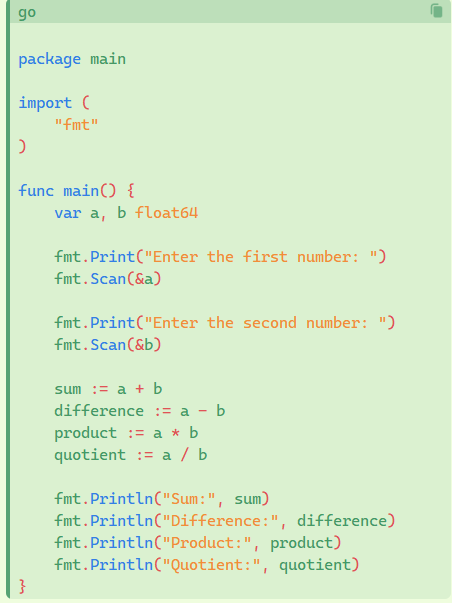 go
package main
import (
    "fmt"
)
func main() {
    var a, b float64
    fmt.Print("Enter the first number: ")
    fmt.Scan(&a)
    fmt.Print("Enter the second number: ")
    fmt.Scan(&b)
    sum := a + b
    difference := a - b
    product := a * b
    quotient := a / b
    fmt.Println("Sum:", sum)
    fmt.Println("Difference:", difference)
    fmt.Println("Product:", product)
    fmt.Println("Quotient:", quotient)
}